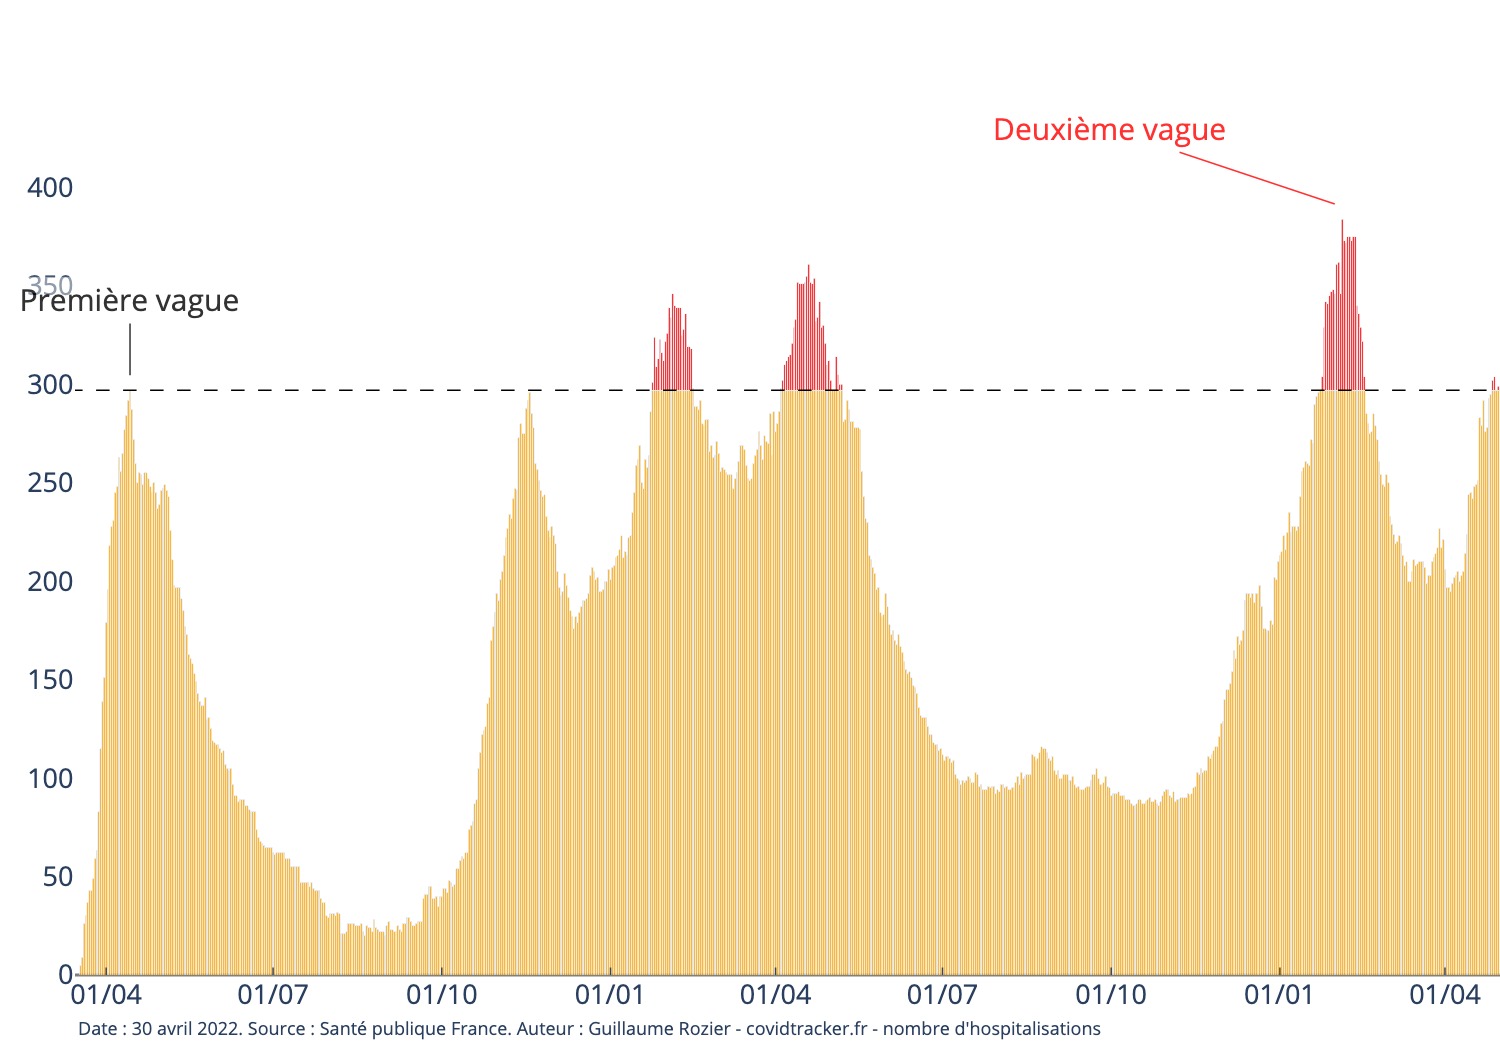 Deuxième vague
400
350
Première vague
300
250
200
150
100
50
0
01/04 01/07 01/10 01/01 01/04 01/07 01/10 01/01 01/04
Date : 30 avril 2022. Source : Santé publique France. Auteur : Guillaume Rozier - covidtracker.fr - nombre d'hospitalisations